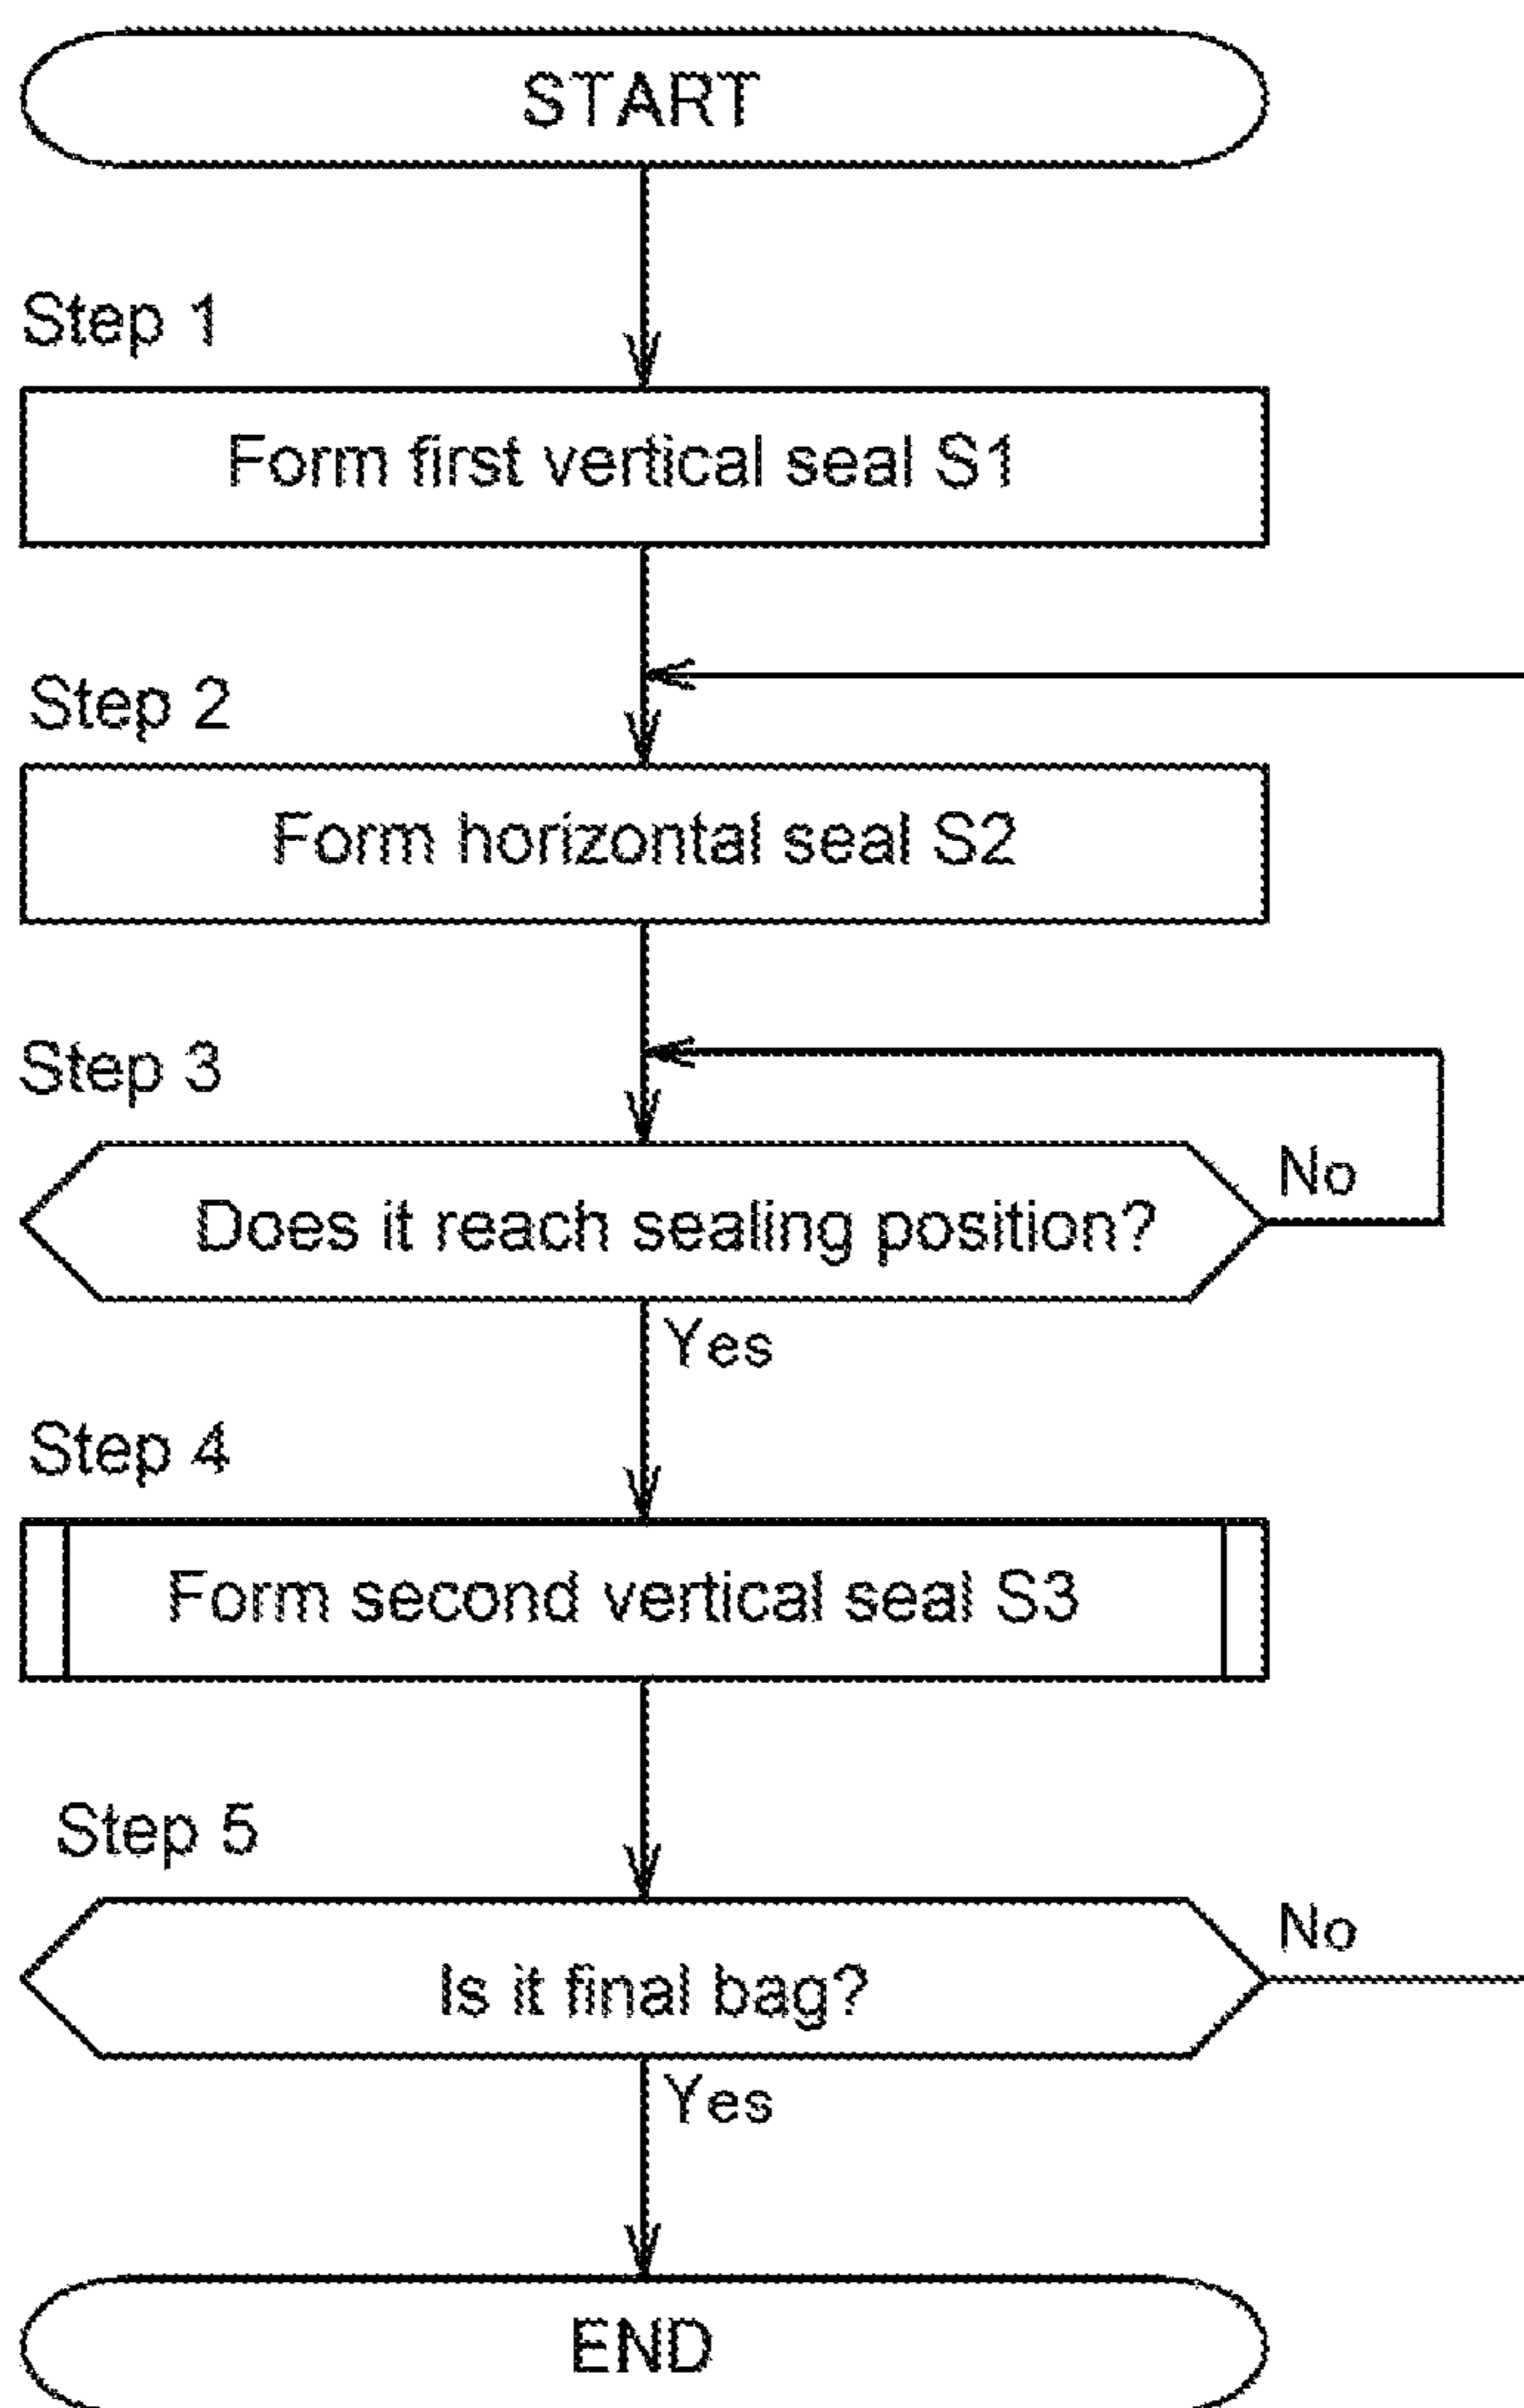 START
Step 1
Form first vertical seal S1
Step 2
Form horizontal seal S2
Step 3
Does it reach sealing position?
No
Yes
Step 4
Form second vertical seal S3
Step 5
Is it final bag?
No
Yes
END